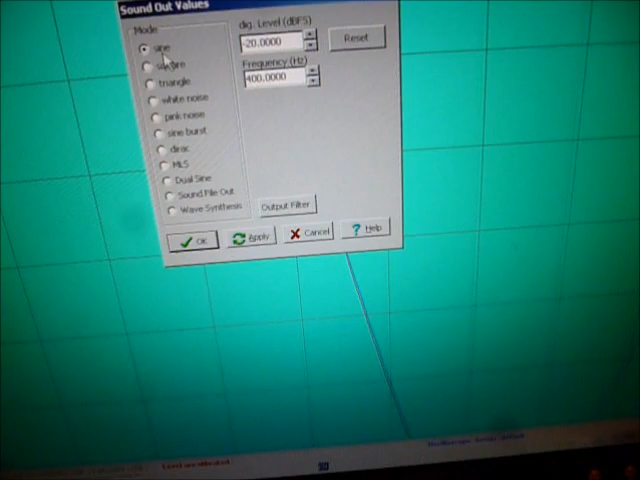 Sound Out Values
Mode
sine
square
triangle
white noise
pink noise
sine burst
dirac
MLS
Dual Sine
Sound File Out
Wave Synthesis
dig. Level (dBFS)
-20.0000
Reset
Frequency (Hz)
400.0000
Output Filter
Ok
Apply
Cancel
Help
Level uncalibrated